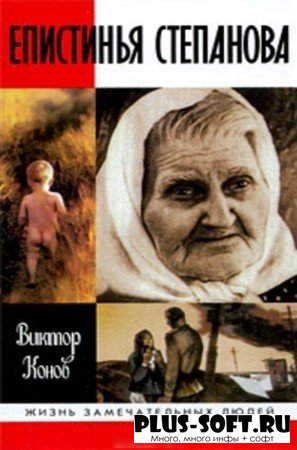 ЕПИСТИНЬЯ СТЕПАНОВА
Виктор
Конов
ЖИЗНЬ ЗАМЕЧАТЕЛЬНЫХ ЛЮДЕЙ
PLUS-SOFT.RU
Много, много инфы + софт